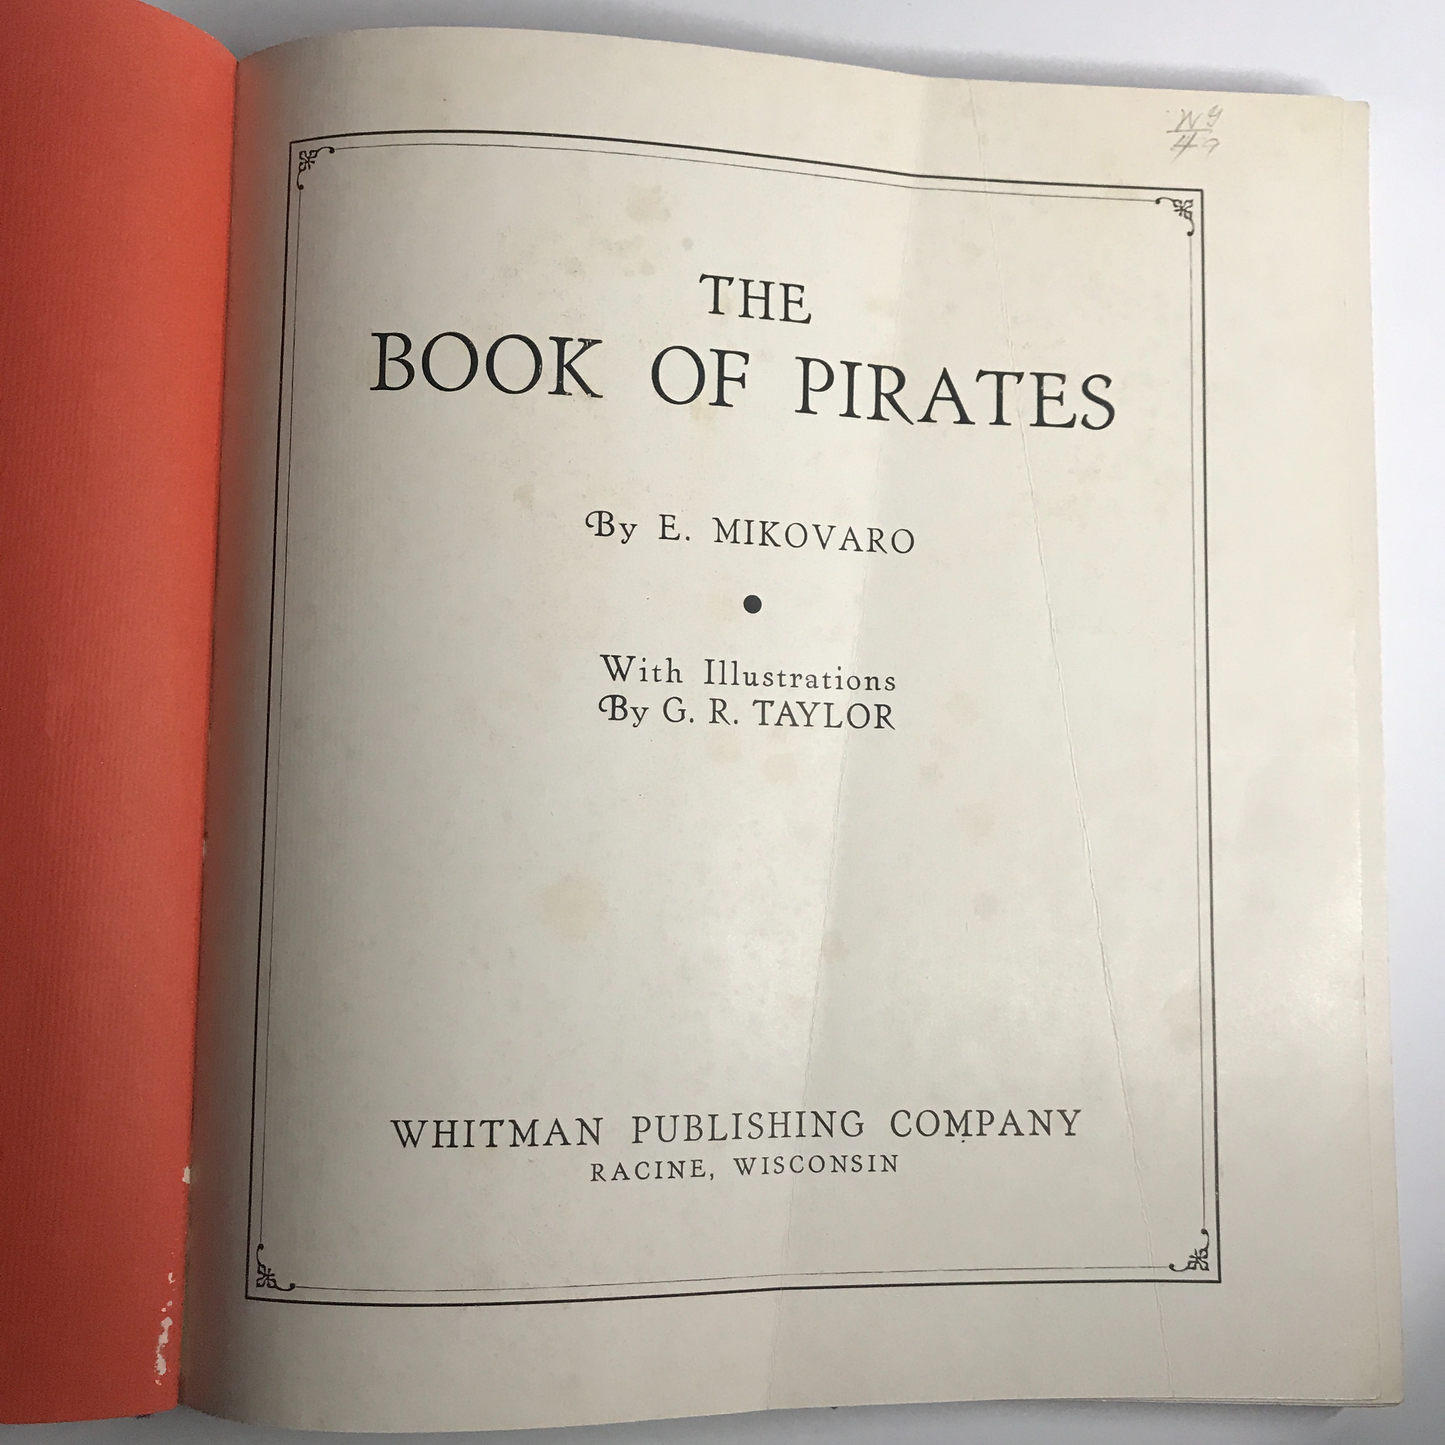 THE
BOOK OF PIRATES
By E. MIKOVARO
With Illustrations
By G. R. TAYLOR
WHITMAN PUBLISHING COMPANY
RACINE, WISCONSIN